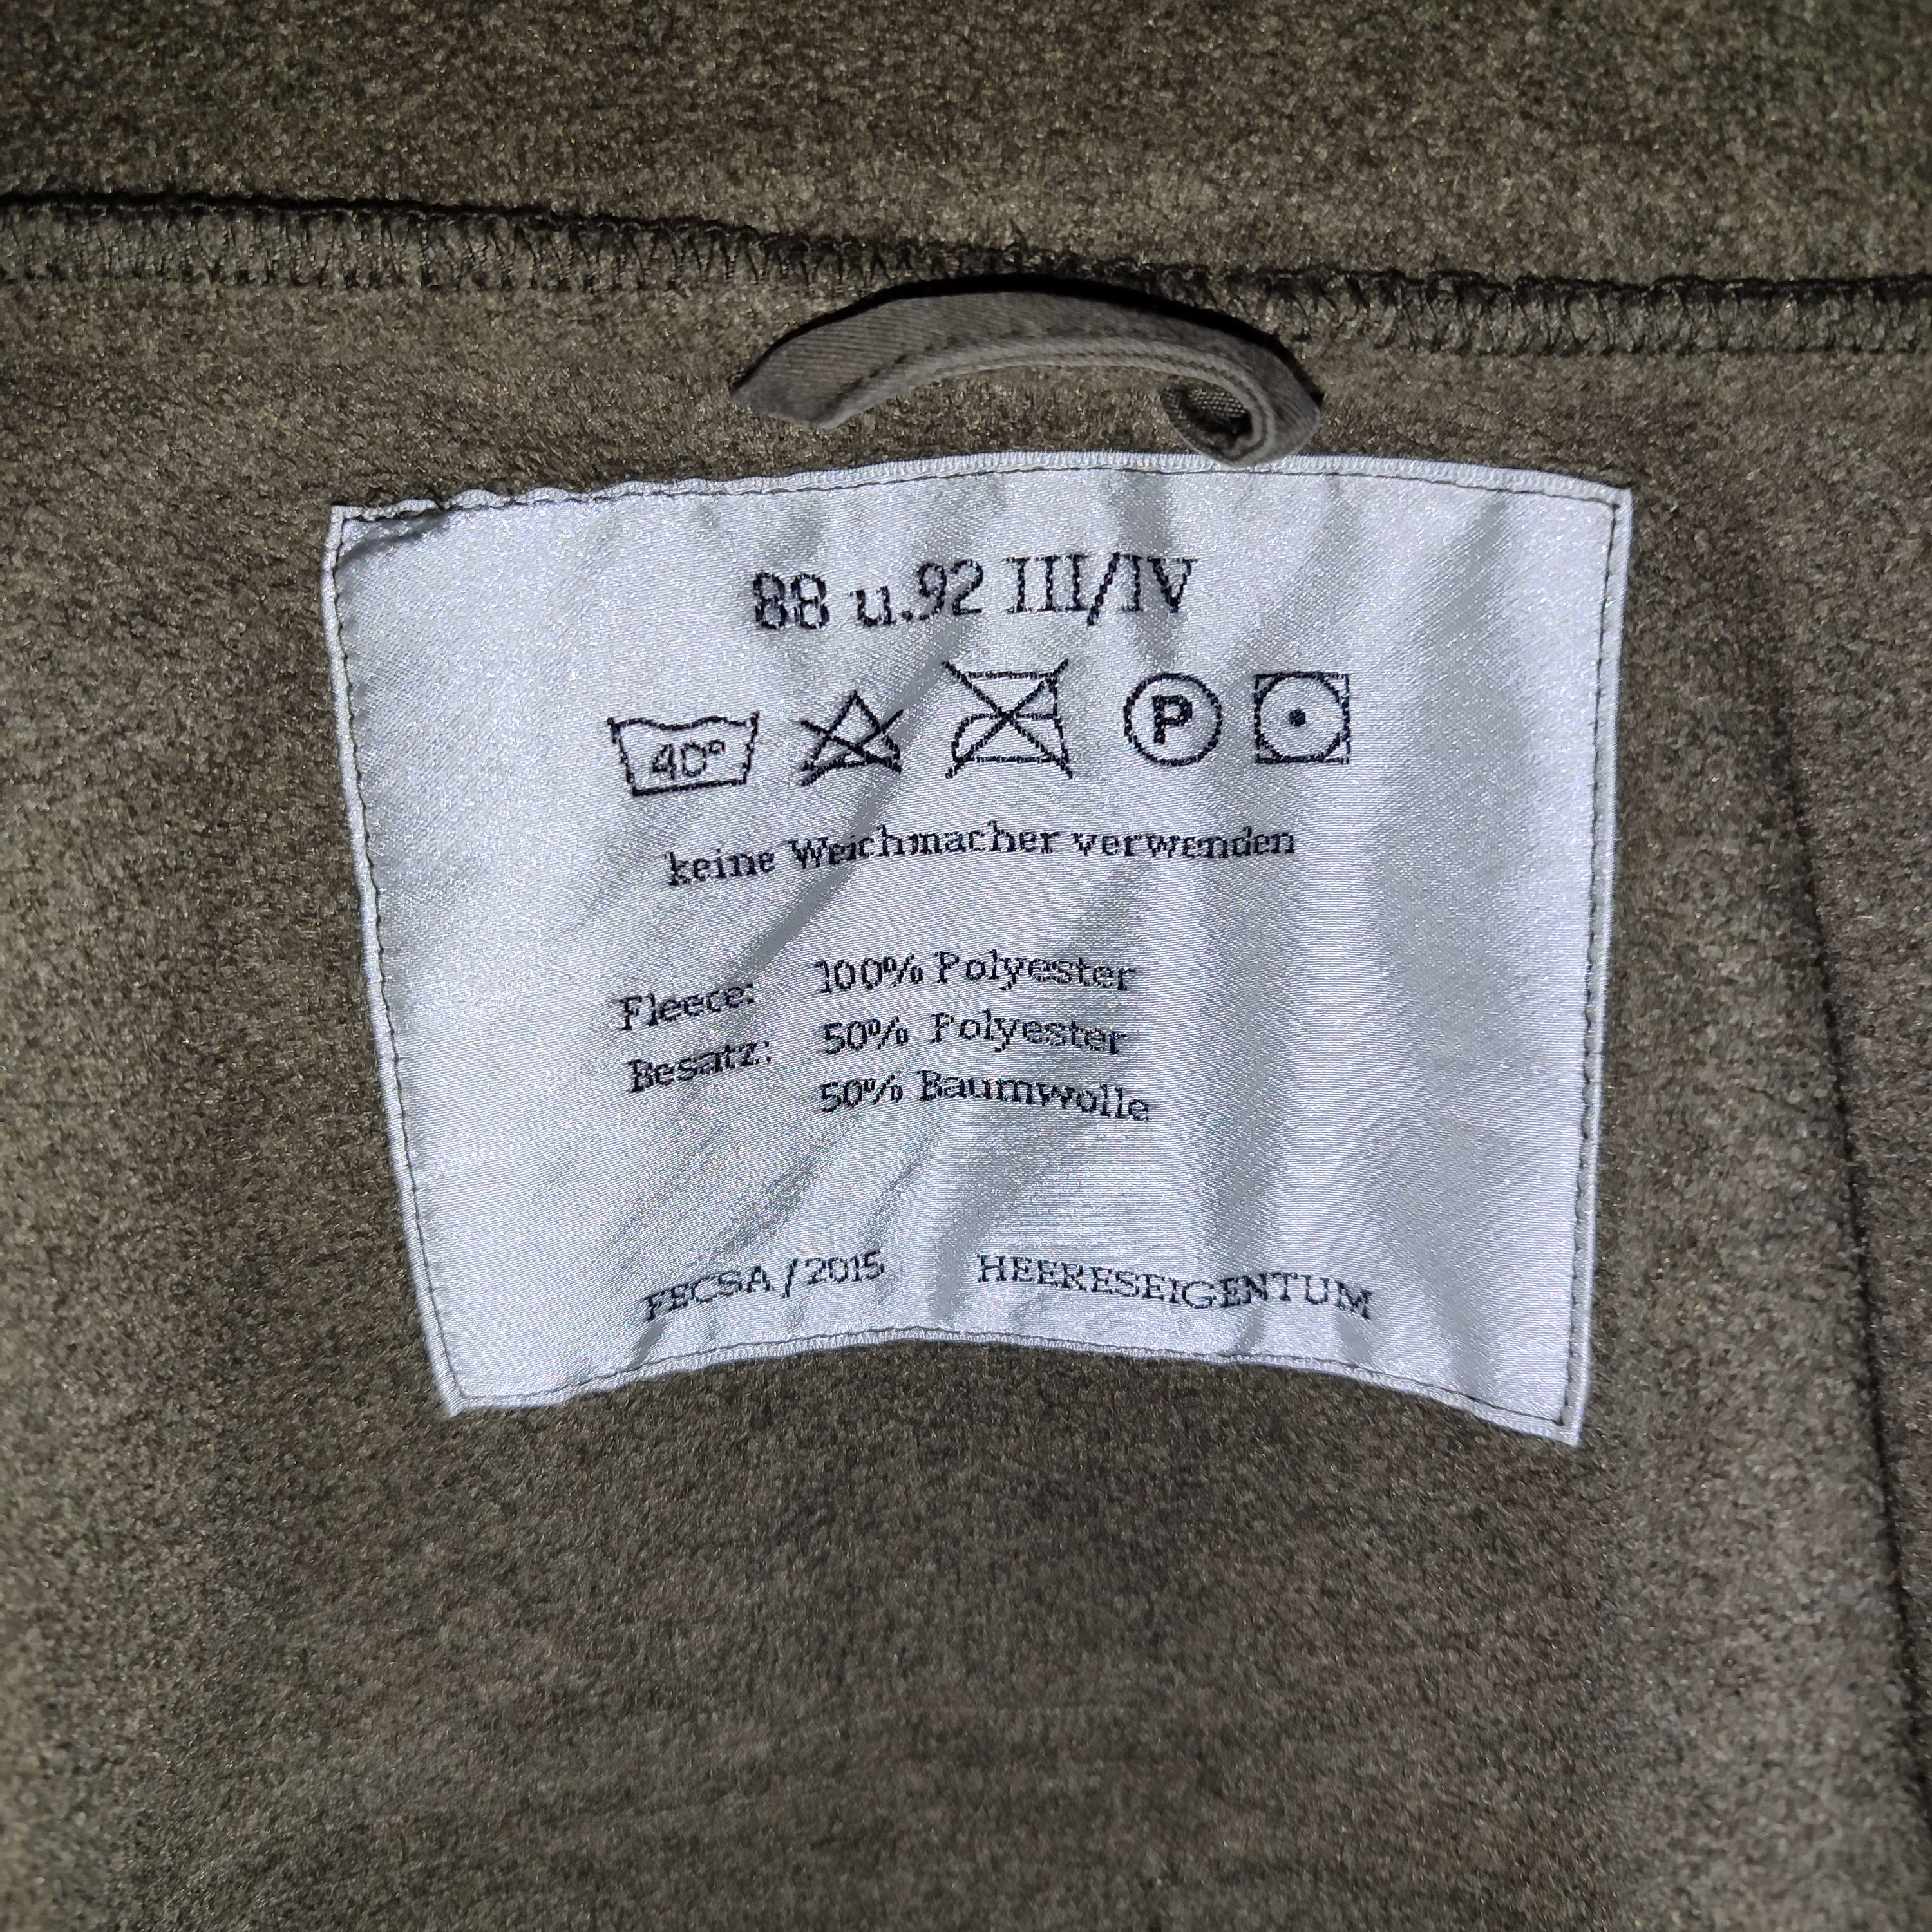 88 u.92 III/IV
40° P
keine Weichmacher verwenden
Fleece: 100% Polyester
Besatz: 50% Polyester
50% Baumwolle
FECSA / 2015 HEERESEIGENTUM